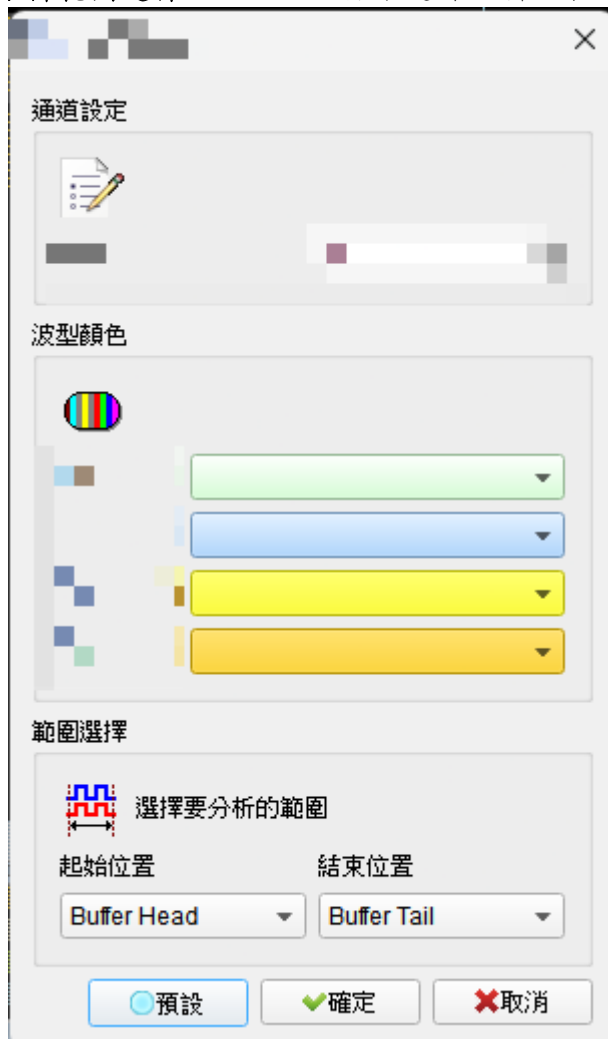 通道設定
波型顏色
範圍選擇
選擇要分析的範圍
起始位置 結束位置
Buffer Head Buffer Tail
預設 確定 取消